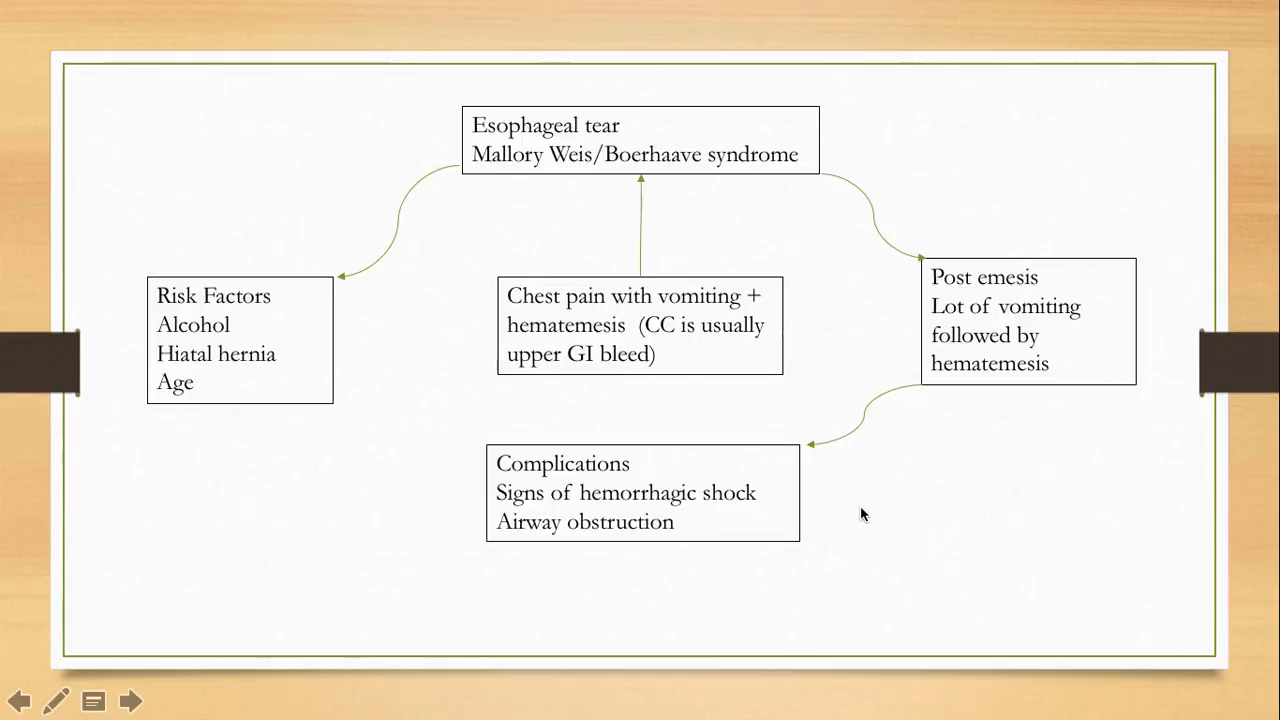 Esophageal tear
Mallory Weis/Boerhaave syndrome
Risk Factors
Alcohol
Hiatal hernia
Age
Chest pain with vomiting +
hematemesis (CC is usually
upper GI bleed)
Post emesis
Lot of vomiting
followed by
hematemesis
Complications
Signs of hemorrhagic shock
Airway obstruction